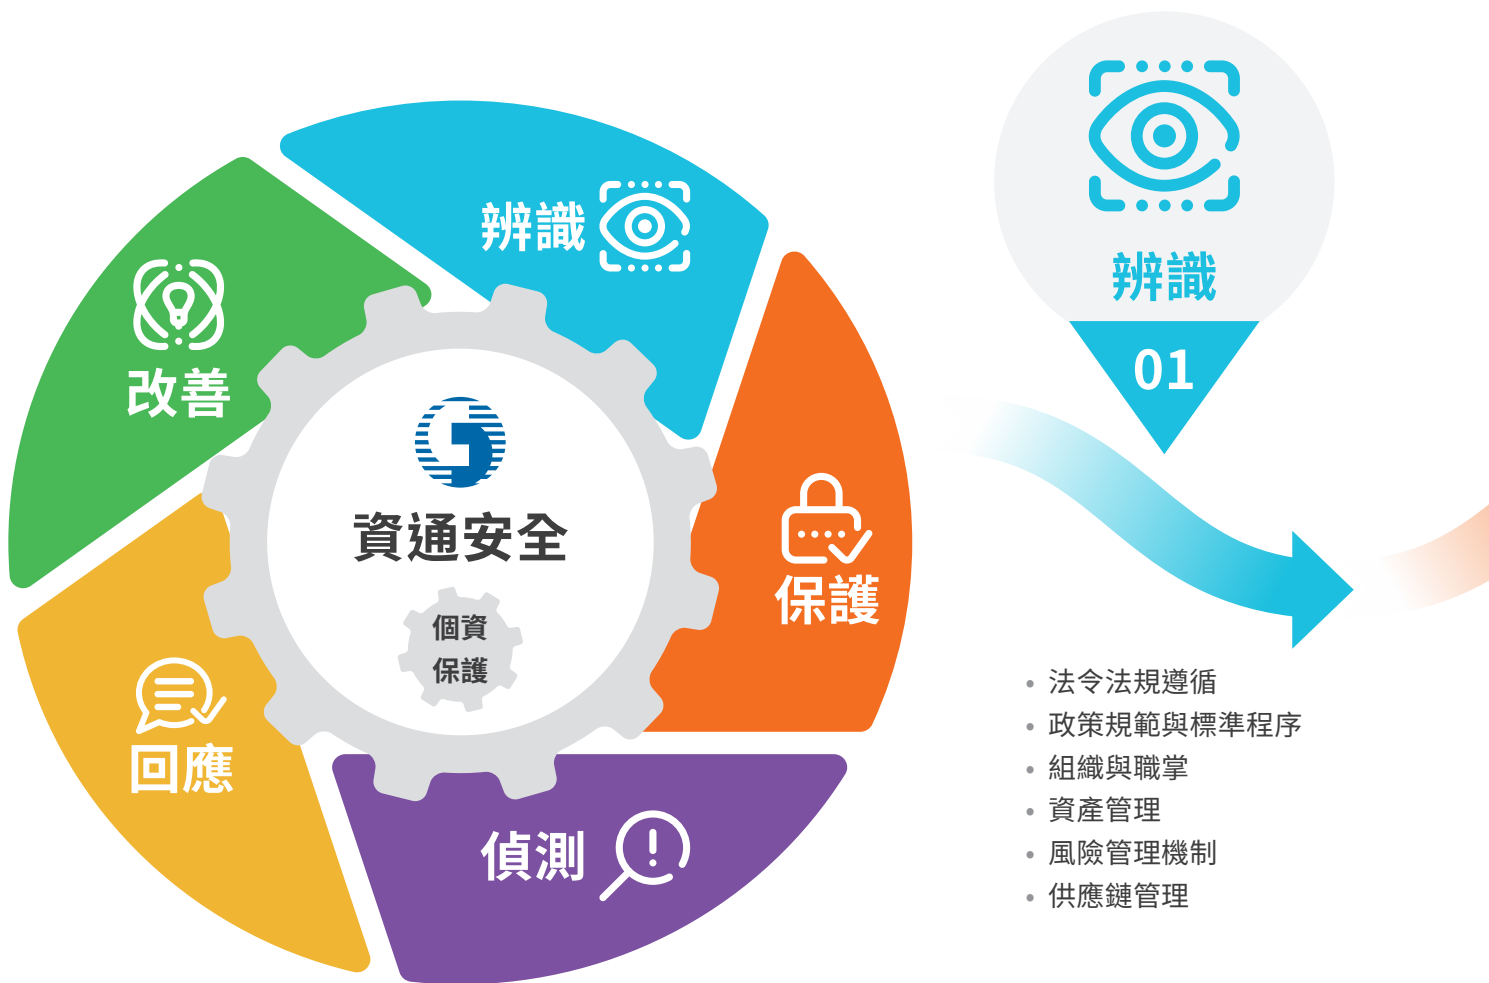 辨識
保護
偵測
回應
改善
資通安全
個資
保護
辨識
01
法令法規遵循
政策規範與標準程序
組織與職掌
資產管理
風險管理機制
供應鏈管理